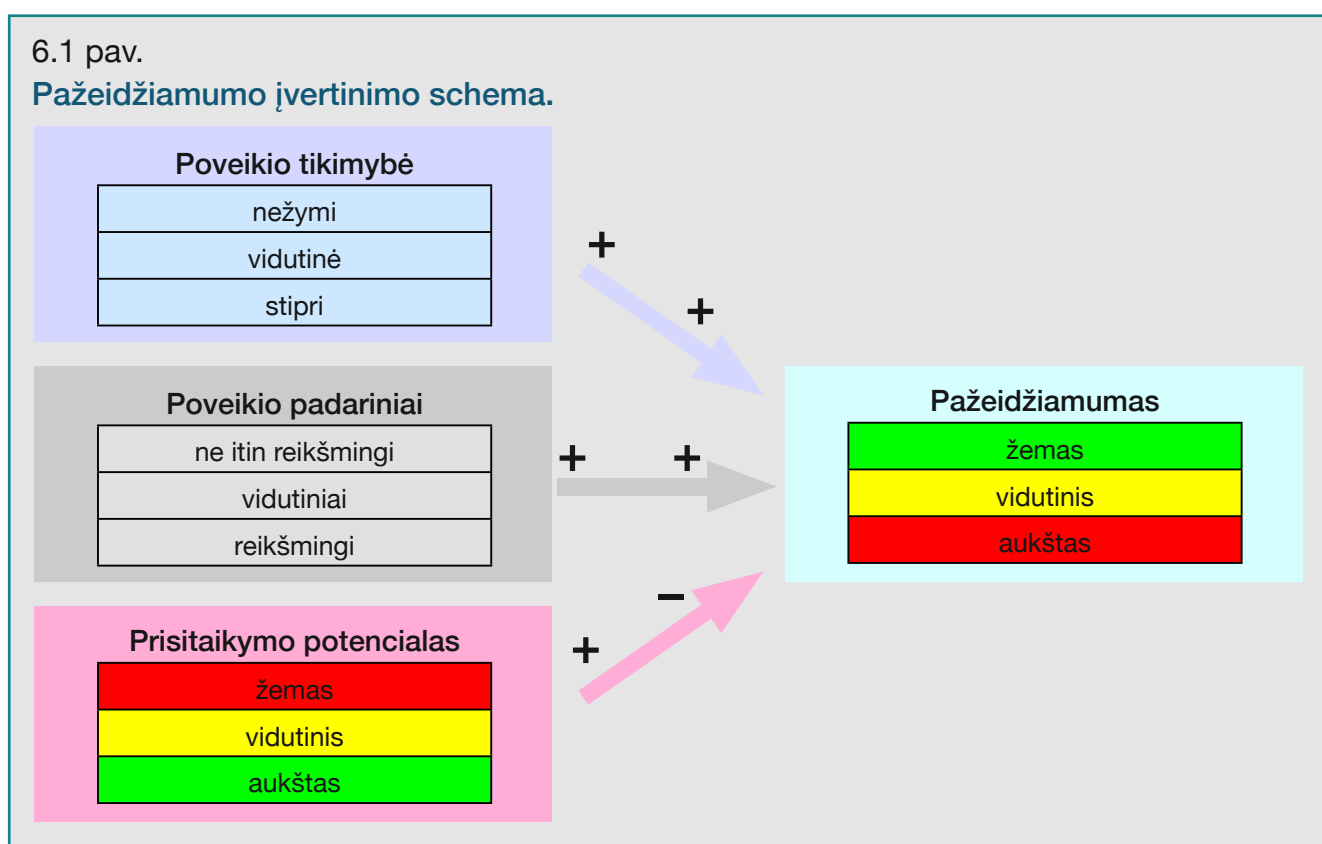 6.1 pav.
Pažeidžiamumo įvertinimo schema.
Poveikio tikimybė
nežymi
vidutinė
stipri
+
+
Poveikio padariniai
ne itin reikšmingi
vidutiniai
reikšmingi
+ +
Pažeidžiamumas
žemas
vidutinis
aukštas
Prisitaikymo potencialas
žemas
vidutinis
aukštas
+
−